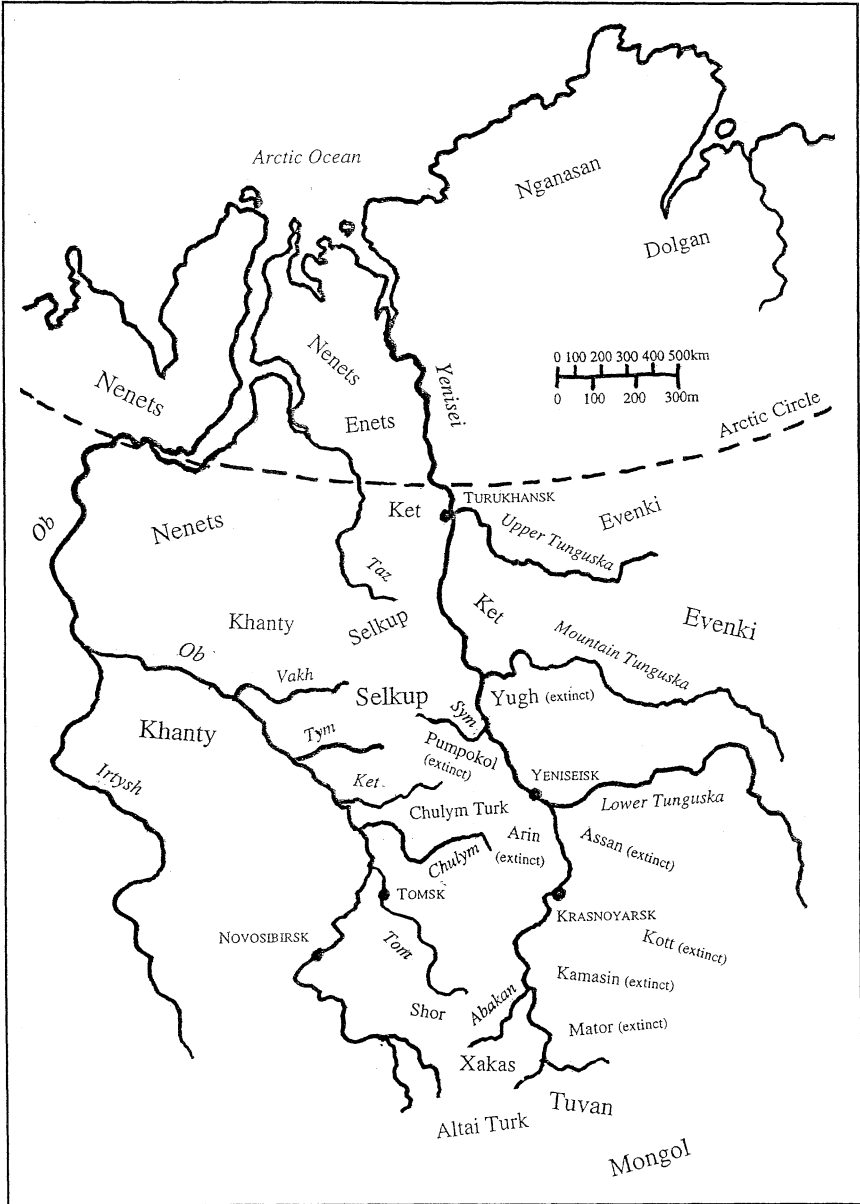 Arctic Ocean
Nganasan
Dolgan
Nenets
Nenets
Yenisei
0 100 200 300 400 500km
0 100 200 300m
Enets
Arctic Circle
Ob
Nenets
Ket
TURUKHANSK
Upper Tunguska
Evenki
Taz
Ket
Khanty
Selkup
Evenki
Mountain Tunguska
Ob
Vakh
Selkup
Sym
Yugh (extinct)
Khanty
Tym
Pumpokol
(extinct)
Irtysh
Ket
YENISEISK
Lower Tunguska
Chulym Turk
Arin
(extinct)
Assan (extinct)
Chulym
TOMSK
KRASNOYARSK
NOVOSIBIRSK
Tom
Kott (extinct)
Kamasin (extinct)
Abakan
Shor
Mator (extinct)
Xakas
Tuvan
Altai Turk
Mongol